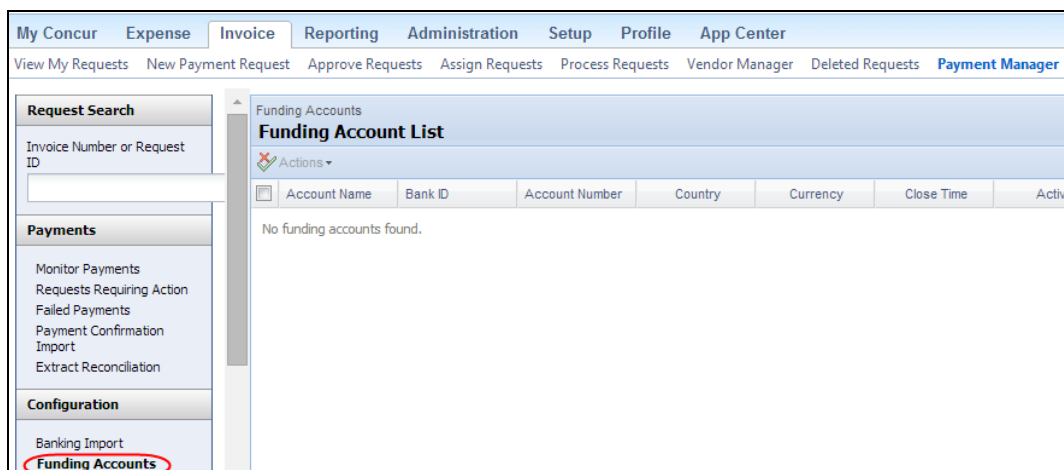 My Concur Expense Invoice Reporting Administration Setup Profile App Center
View My Requests New Payment Request Approve Requests Assign Requests Process Requests Vendor Manager Deleted Requests Payment Manager
Request Search
Invoice Number or Request
ID
Payments
Monitor Payments
Requests Requiring Action
Failed Payments
Payment Confirmation
Import
Extract Reconciliation
Configuration
Banking Import
Funding Accounts
Funding Accounts
Funding Account List
Actions
Account Name Bank ID Account Number Country Currency Close Time Activ
No funding accounts found.